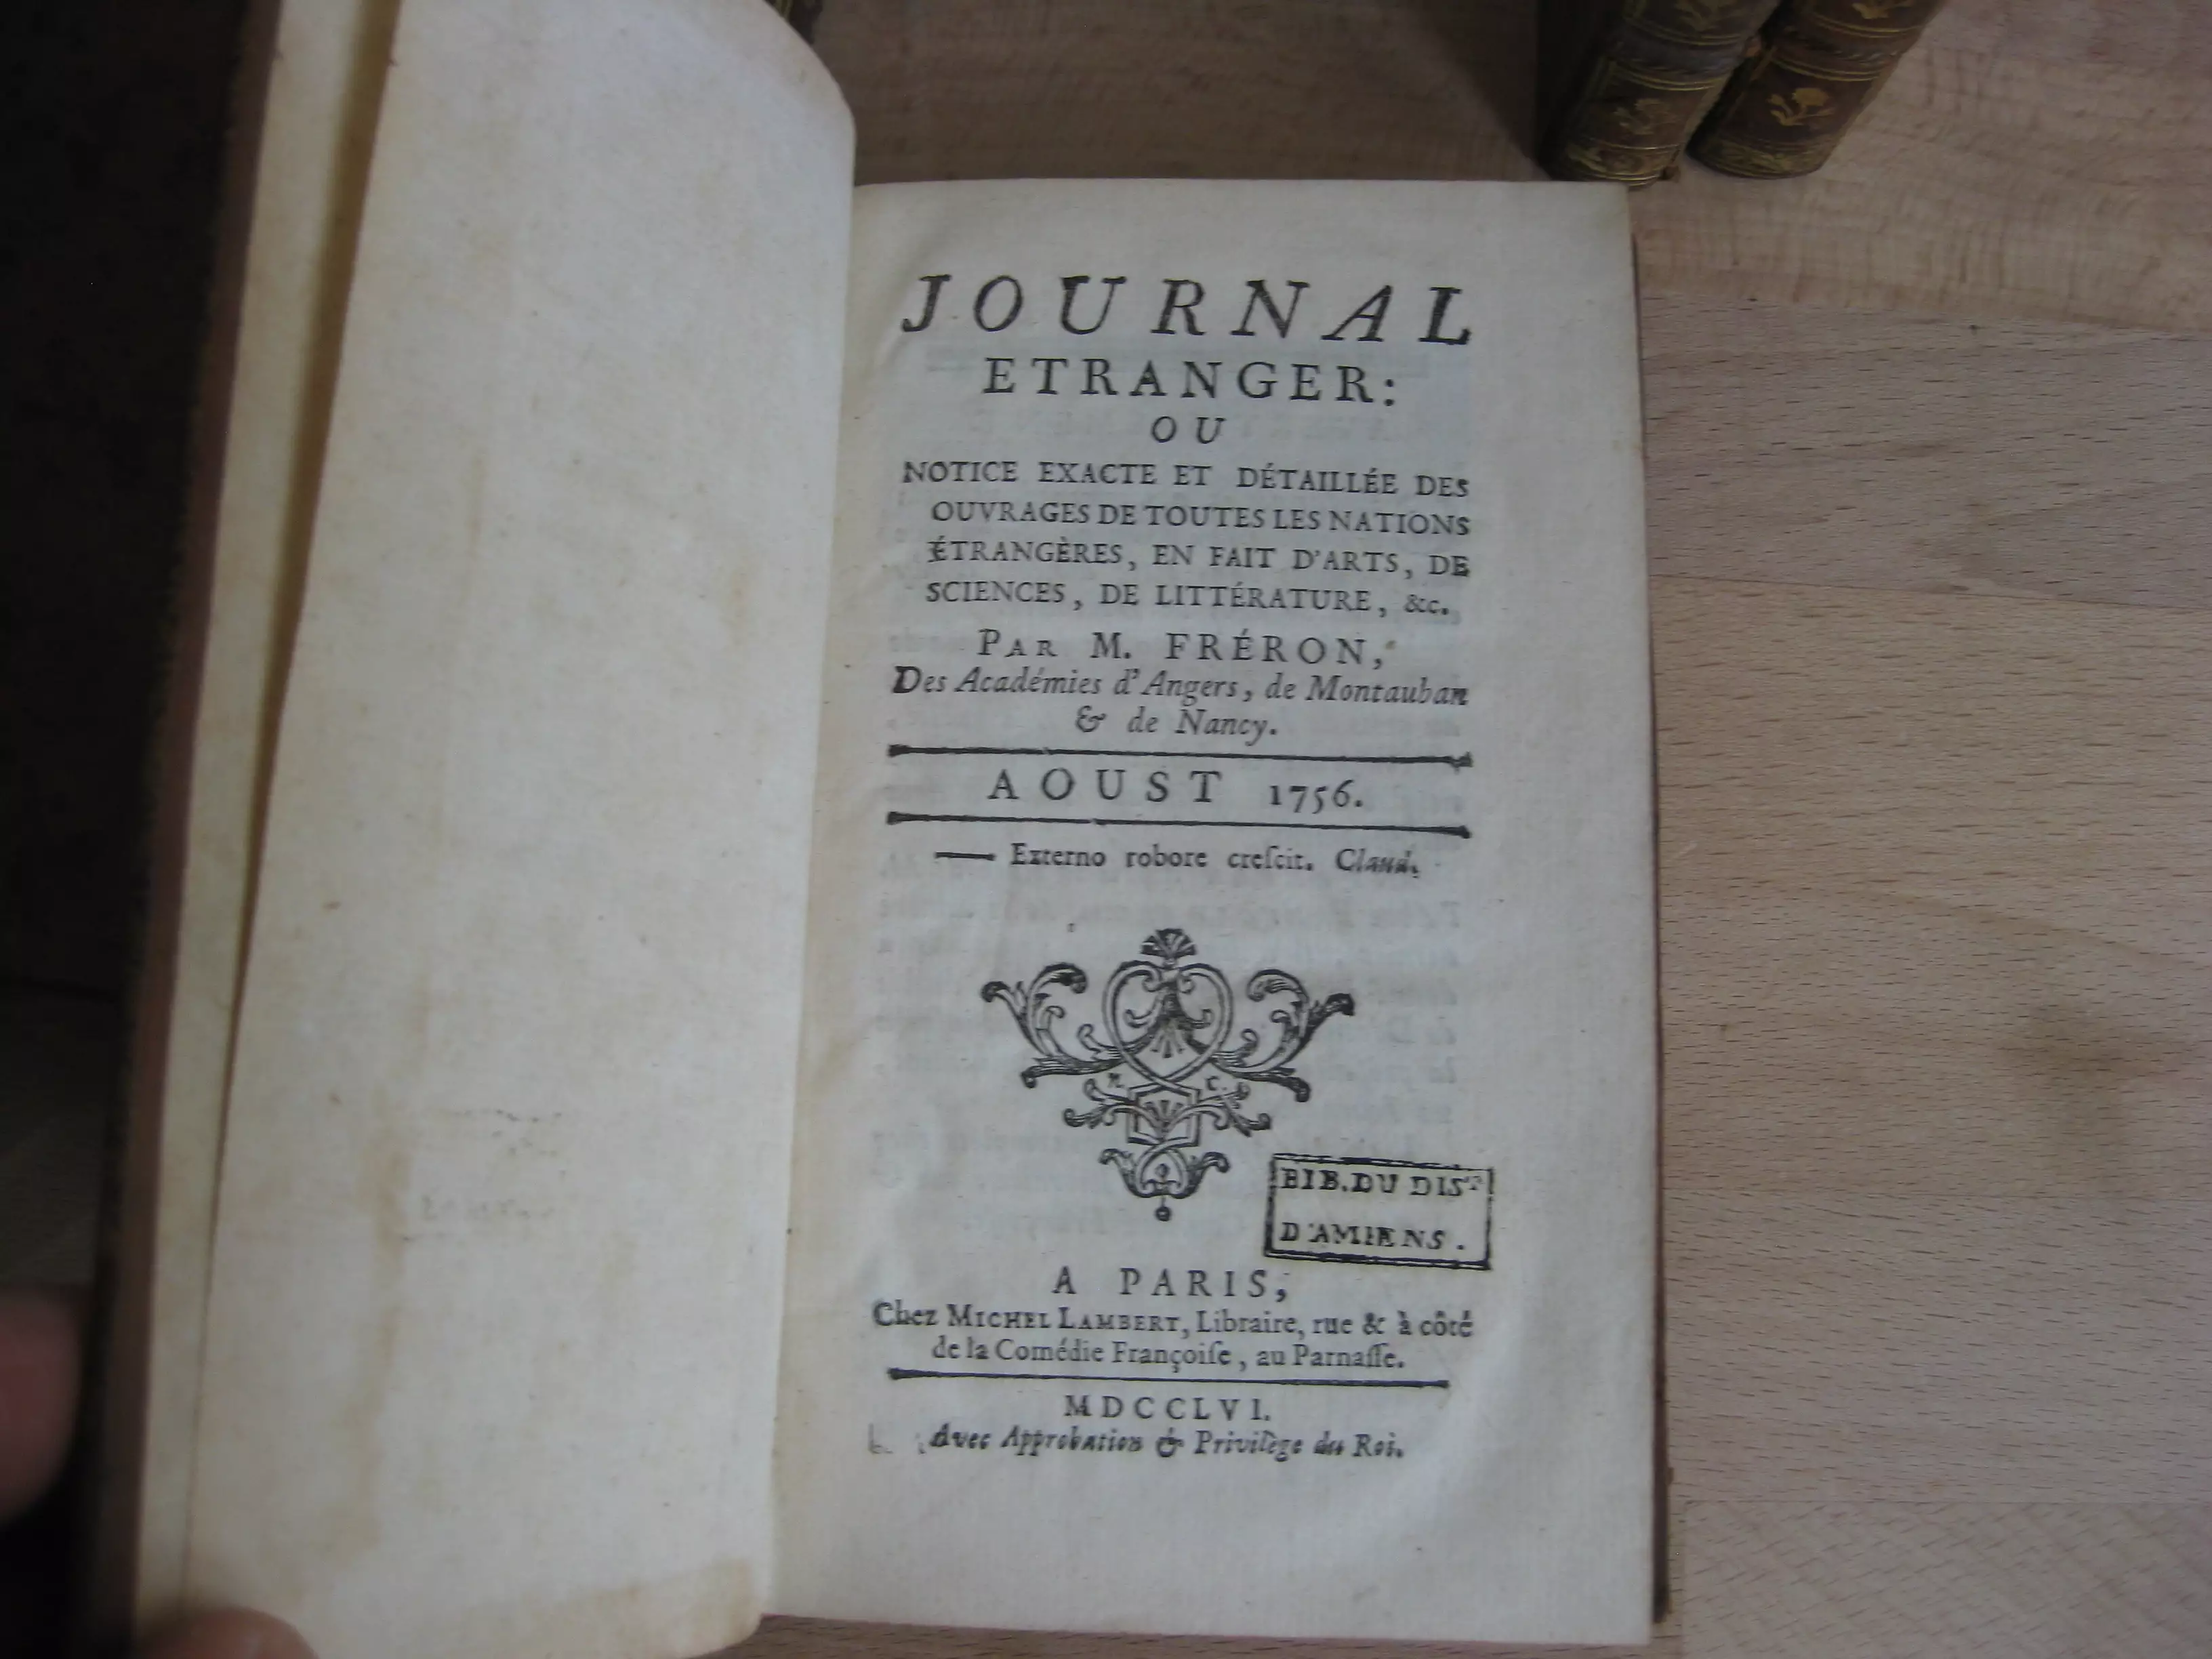 JOURNAL
ETRANGER:
OU
NOTICE EXACTE ET DÉTAILLÉE DES
OUVRAGES DE TOUTES LES NATIONS
ÉTRANGÈRES, EN FAIT D'ARTS, DE
SCIENCES, DE LITTÉRATURE, &c.
PAR M. FRÉRON,
Des Académies d'Angers, de Montauban
& de Nancy.
AOUST 1756.
— Externo robore creſcit. Claud.
N. C.
BIB. DU DIST
D'AMIENS.
A PARIS,
Chez MICHEL LAMBERT, Libraire, rue & à côté
de la Comédie Françoiſe, au Parnaſſe.
MDCCLVI.
Avec Approbation & Privilège du Roi.